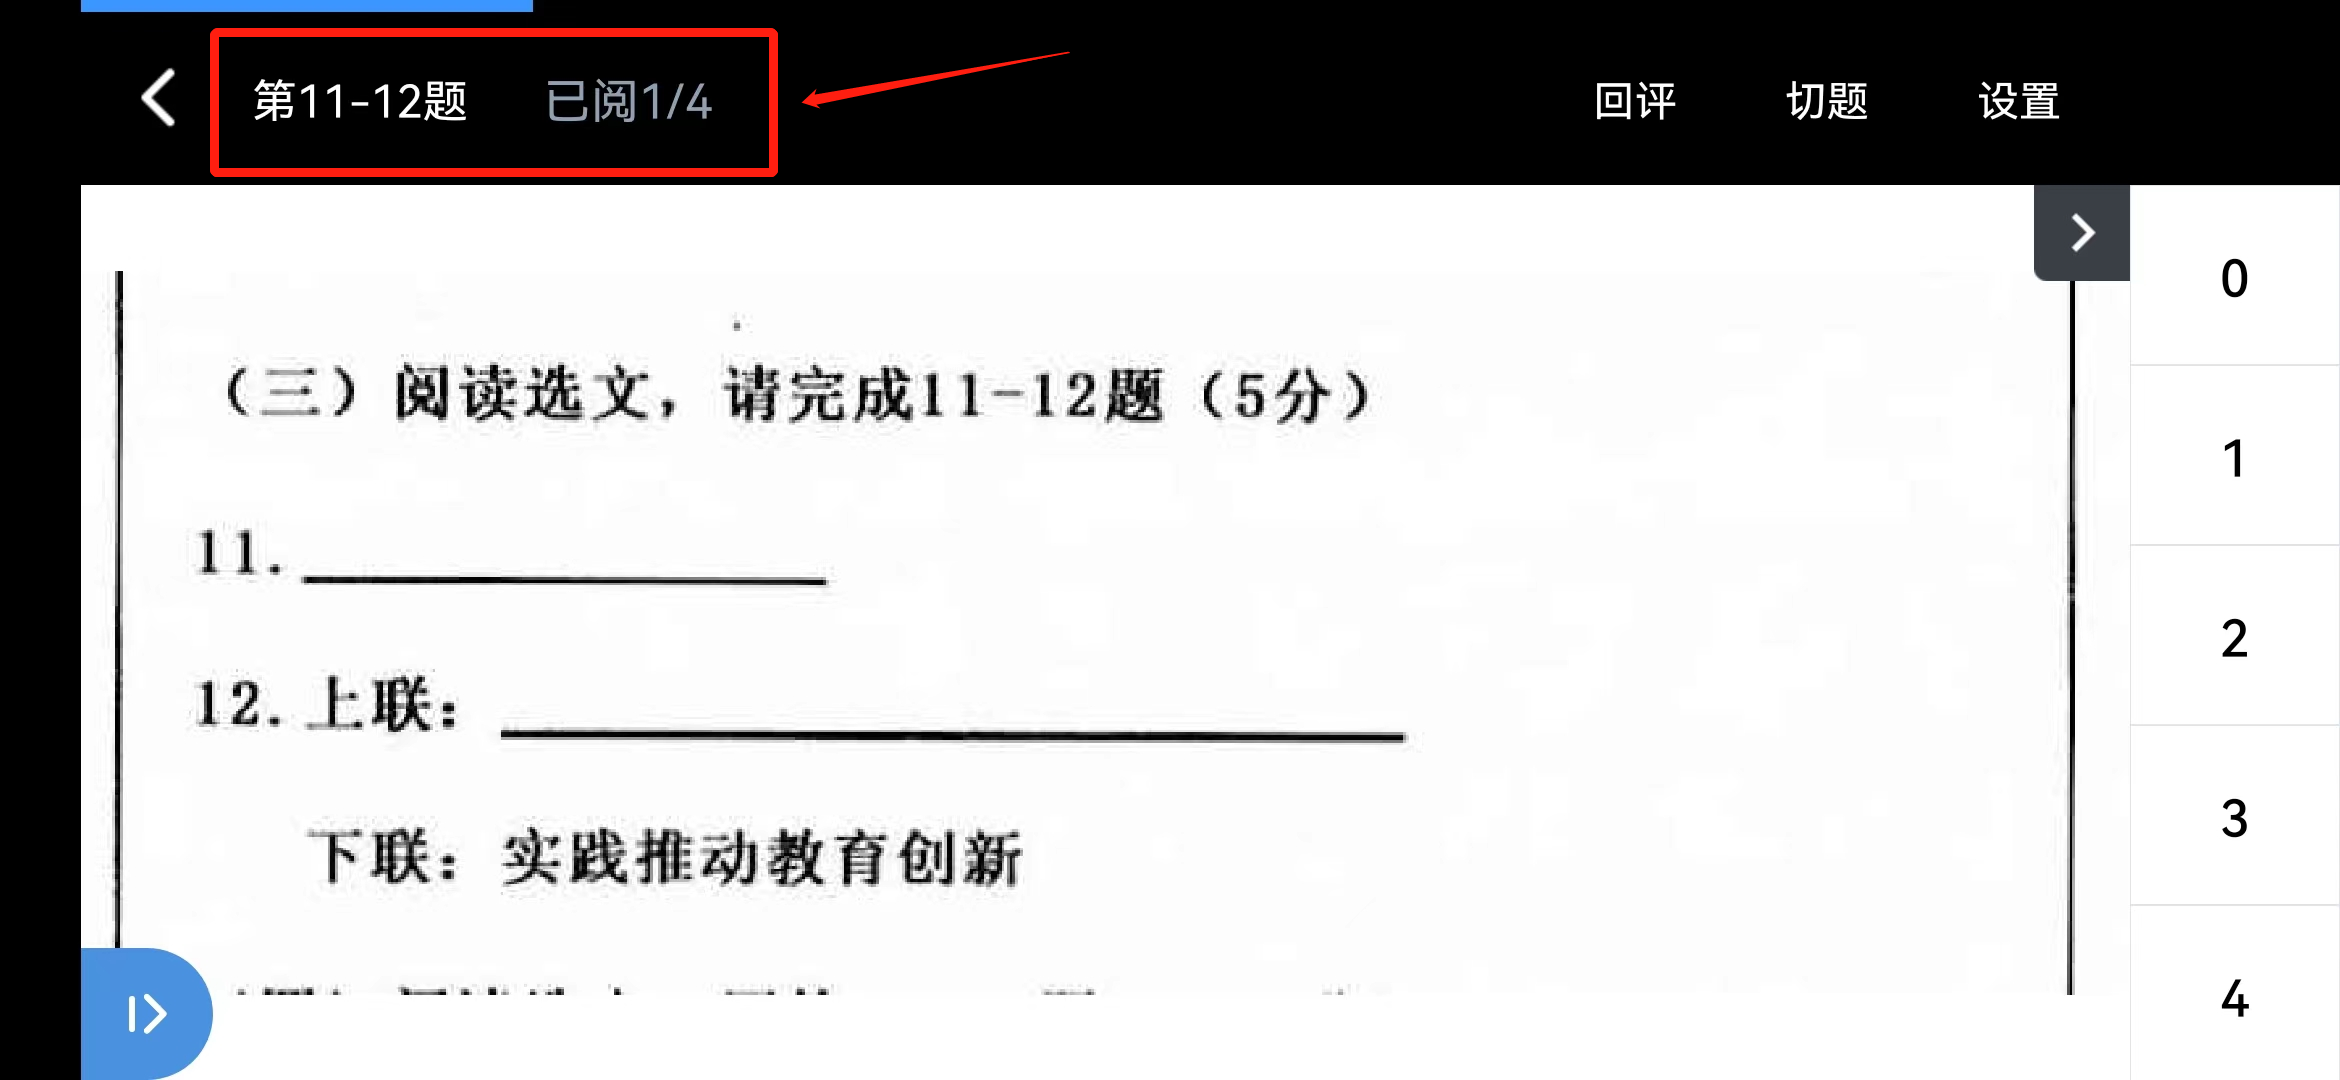 第11-12题 已阅1/4 回评 切题 设置
（三）阅读选文，请完成11-12题（5分）
11.
12. 上联：
下联：实践推动教育创新
0
1
2
3
4